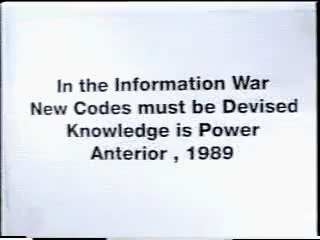 In the Information War
New Codes must be Devised
Knowledge is Power
Anterior , 1989